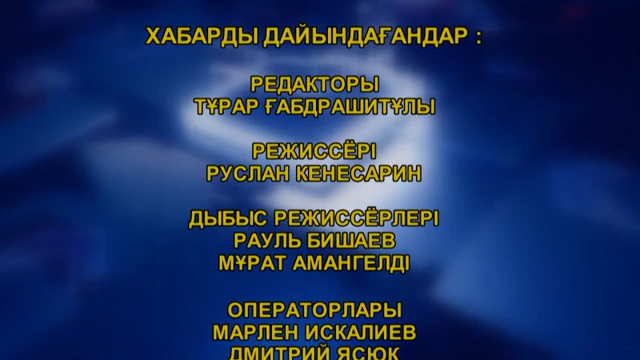 ХАБАРДЫ ДАЙЫНДАҒАНДАР :
РЕДАКТОРЫ
ТҰРАР ҒАБДРАШИТҰЛЫ
РЕЖИССЁРІ
РУСЛАН КЕНЕСАРИН
ДЫБЫС РЕЖИССЁРЛЕРІ
РАУЛЬ БИШАЕВ
МҰРАТ АМАНГЕЛДІ
ОПЕРАТОРЛАРЫ
МАРЛЕН ИСКАЛИЕВ
ДМИТРИЙ ЯСЮК